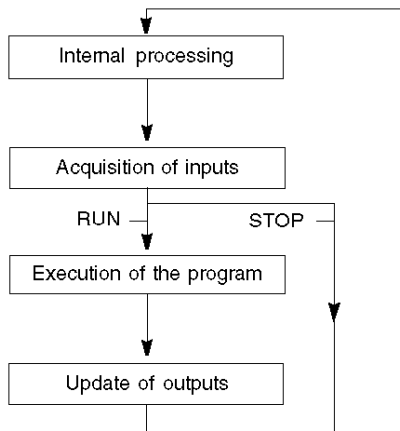 Internal processing
Acquisition of inputs
RUN STOP
Execution of the program
Update of outputs